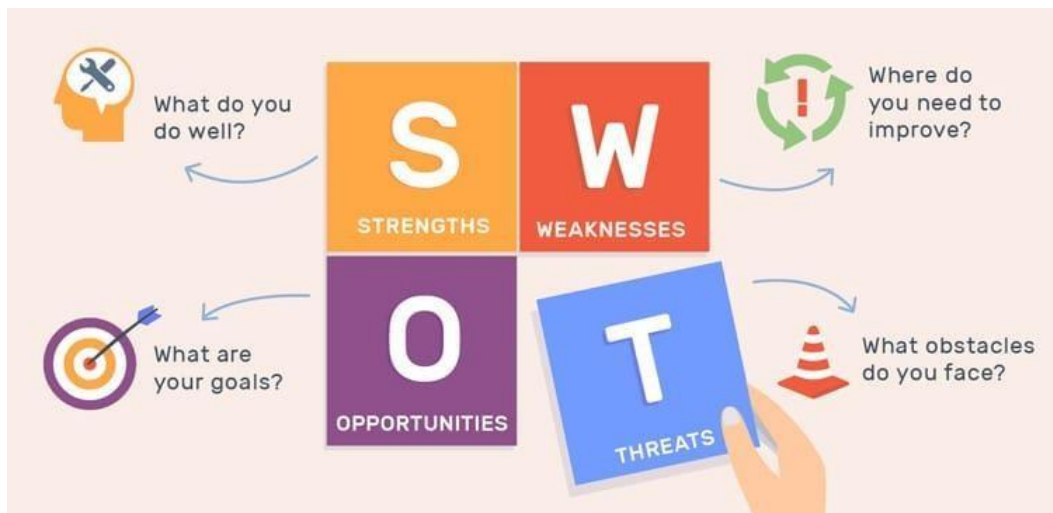 What do you
do well?
S
STRENGTHS
W
WEAKNESSES
Where do
you need to
improve?
What are
your goals?
O
OPPORTUNITIES
T
THREATS
What obstacles
do you face?